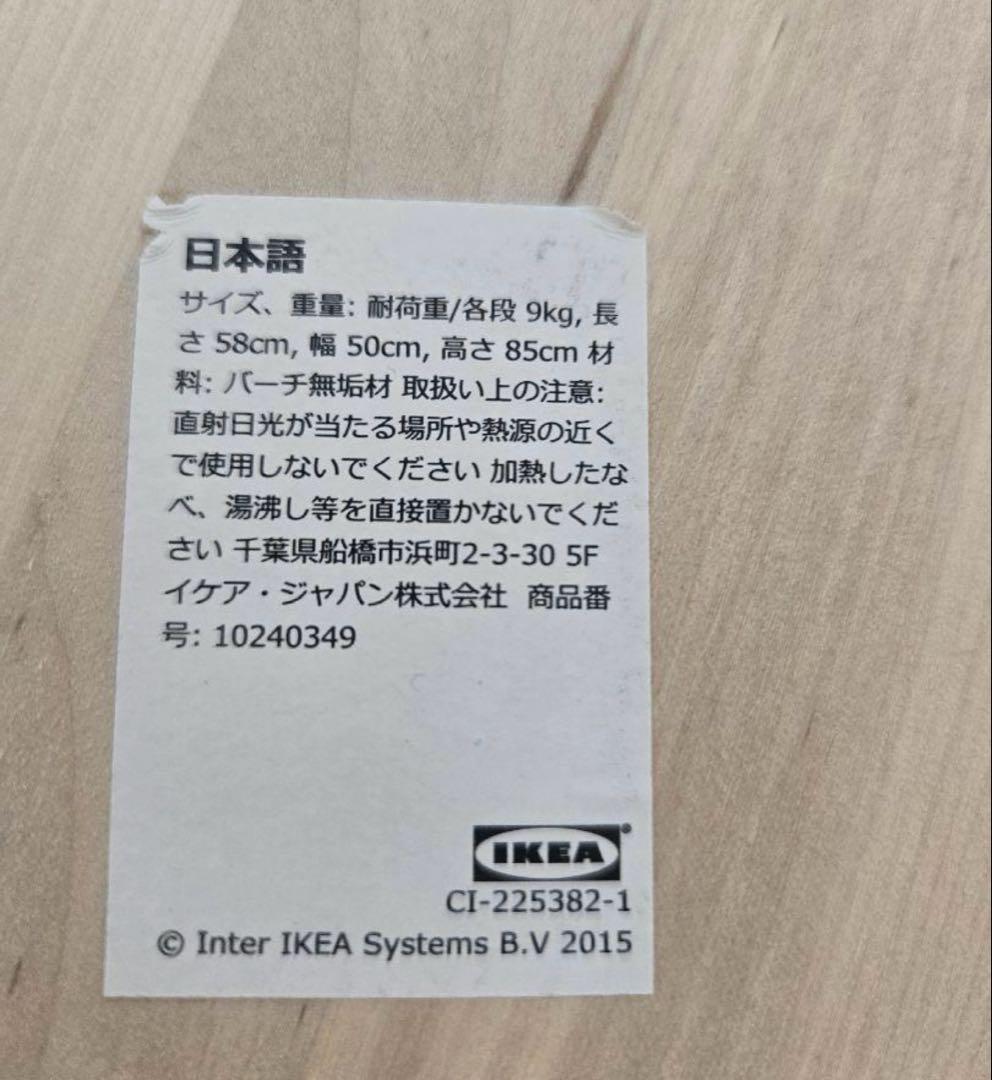 日本語
サイズ、重量: 耐荷重/各段 9kg, 長
さ 58cm, 幅 50cm, 高さ 85cm 材
料: バーチ無垢材 取扱い上の注意:
直射日光が当たる場所や熱源の近く
で使用しないでください 加熱したな
べ、湯沸し等を直接置かないでくだ
さい 千葉県船橋市浜町2-3-30 5F
イケア・ジャパン株式会社 商品番
号: 10240349
IKEA®
CI-225382-1
© Inter IKEA Systems B.V 2015